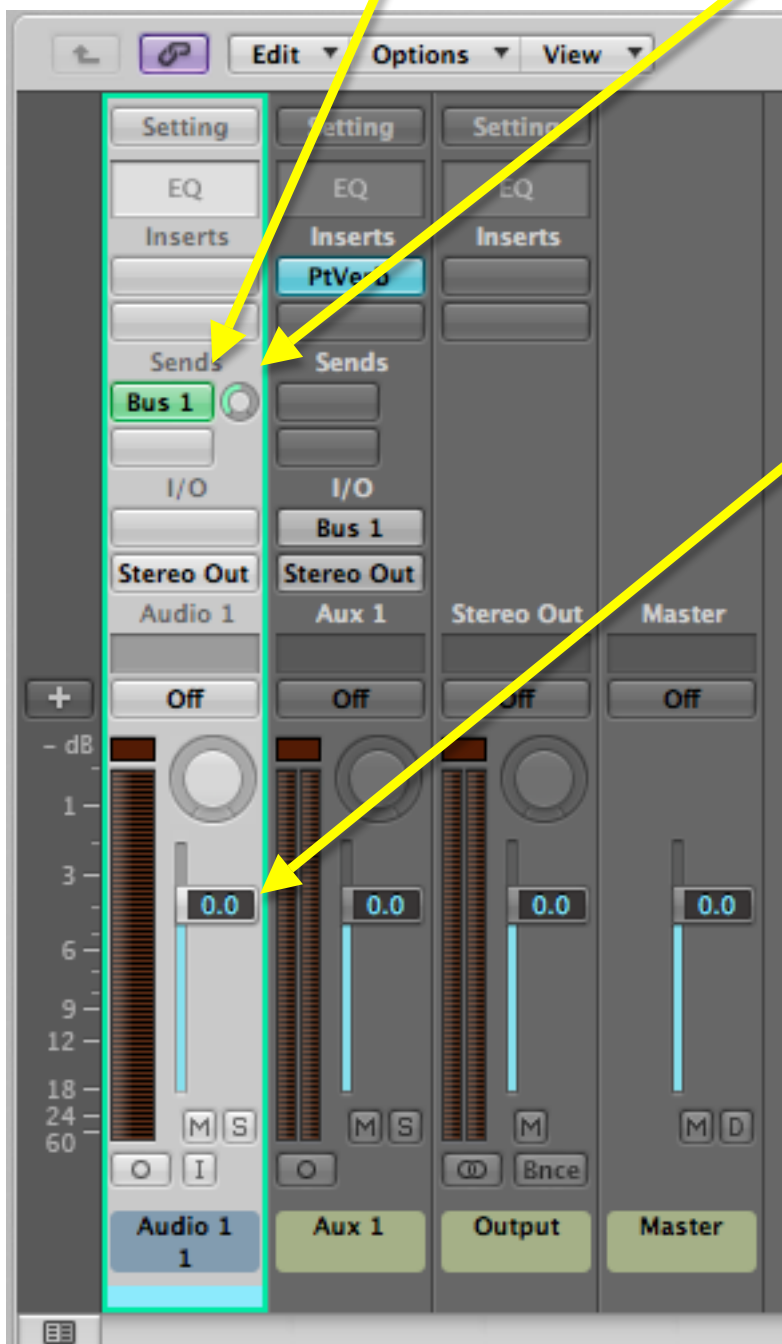 Edit Options View
Setting Setting Setting
EQ EQ EQ
Inserts Inserts Inserts
PtVerb
Sends Sends
Bus 1
I/O I/O
Bus 1
Stereo Out Stereo Out
Audio 1 Aux 1 Stereo Out Master
+ Off Off Off Off
- dB
1
3
0.0 0.0 0.0 0.0
6
9
12
18
24
60
M S M S M M D
I Bnce
Audio 1 Aux 1 Output Master
1